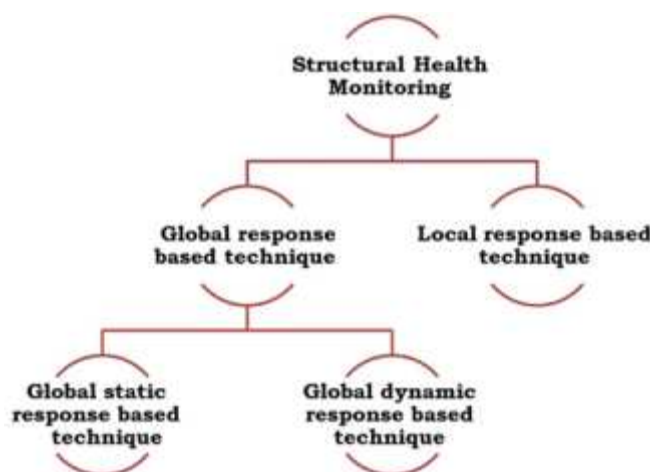 Structural Health
Monitoring
Global response
based technique
Local response based
technique
Global static
response based
technique
Global dynamic
response based
technique